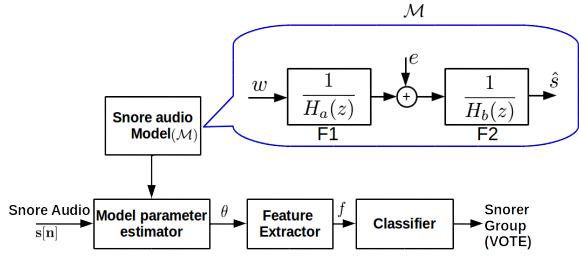 ℳ
w
1
H_a(z)
F1
e
+
1
H_b(z)
F2
ŝ
Snore audio
Model(ℳ)
Snore Audio
s[n]
Model parameter
estimator
θ
Feature
Extractor
f
Classifier
Snorer
Group
(VOTE)